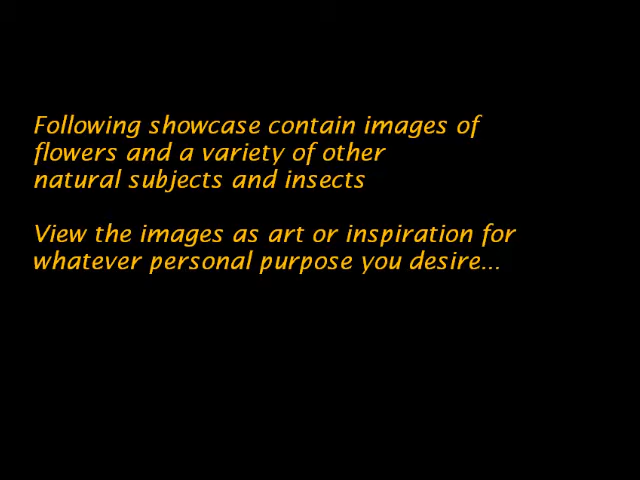 Following showcase contain images of
flowers and a variety of other
natural subjects and insects
View the images as art or inspiration for
whatever personal purpose you desire...